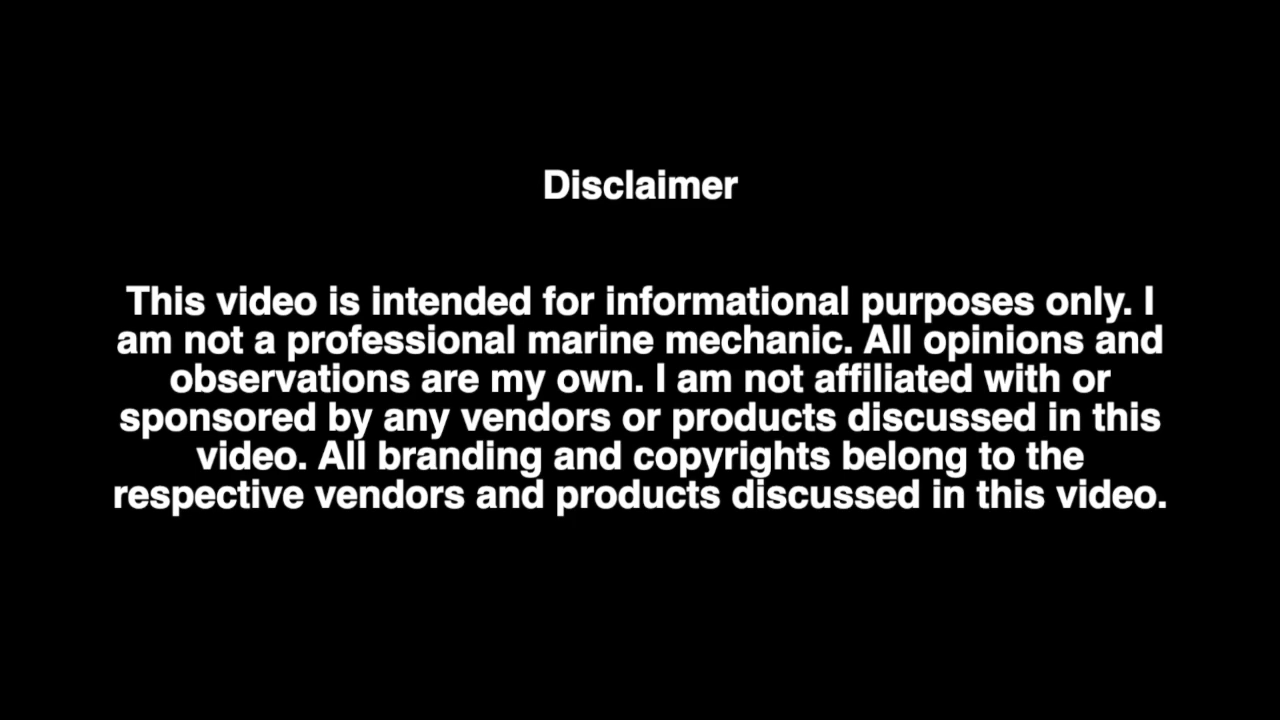 Disclaimer
This video is intended for informational purposes only. I
am not a professional marine mechanic. All opinions and
observations are my own. I am not affiliated with or
sponsored by any vendors or products discussed in this
video. All branding and copyrights belong to the
respective vendors and products discussed in this video.